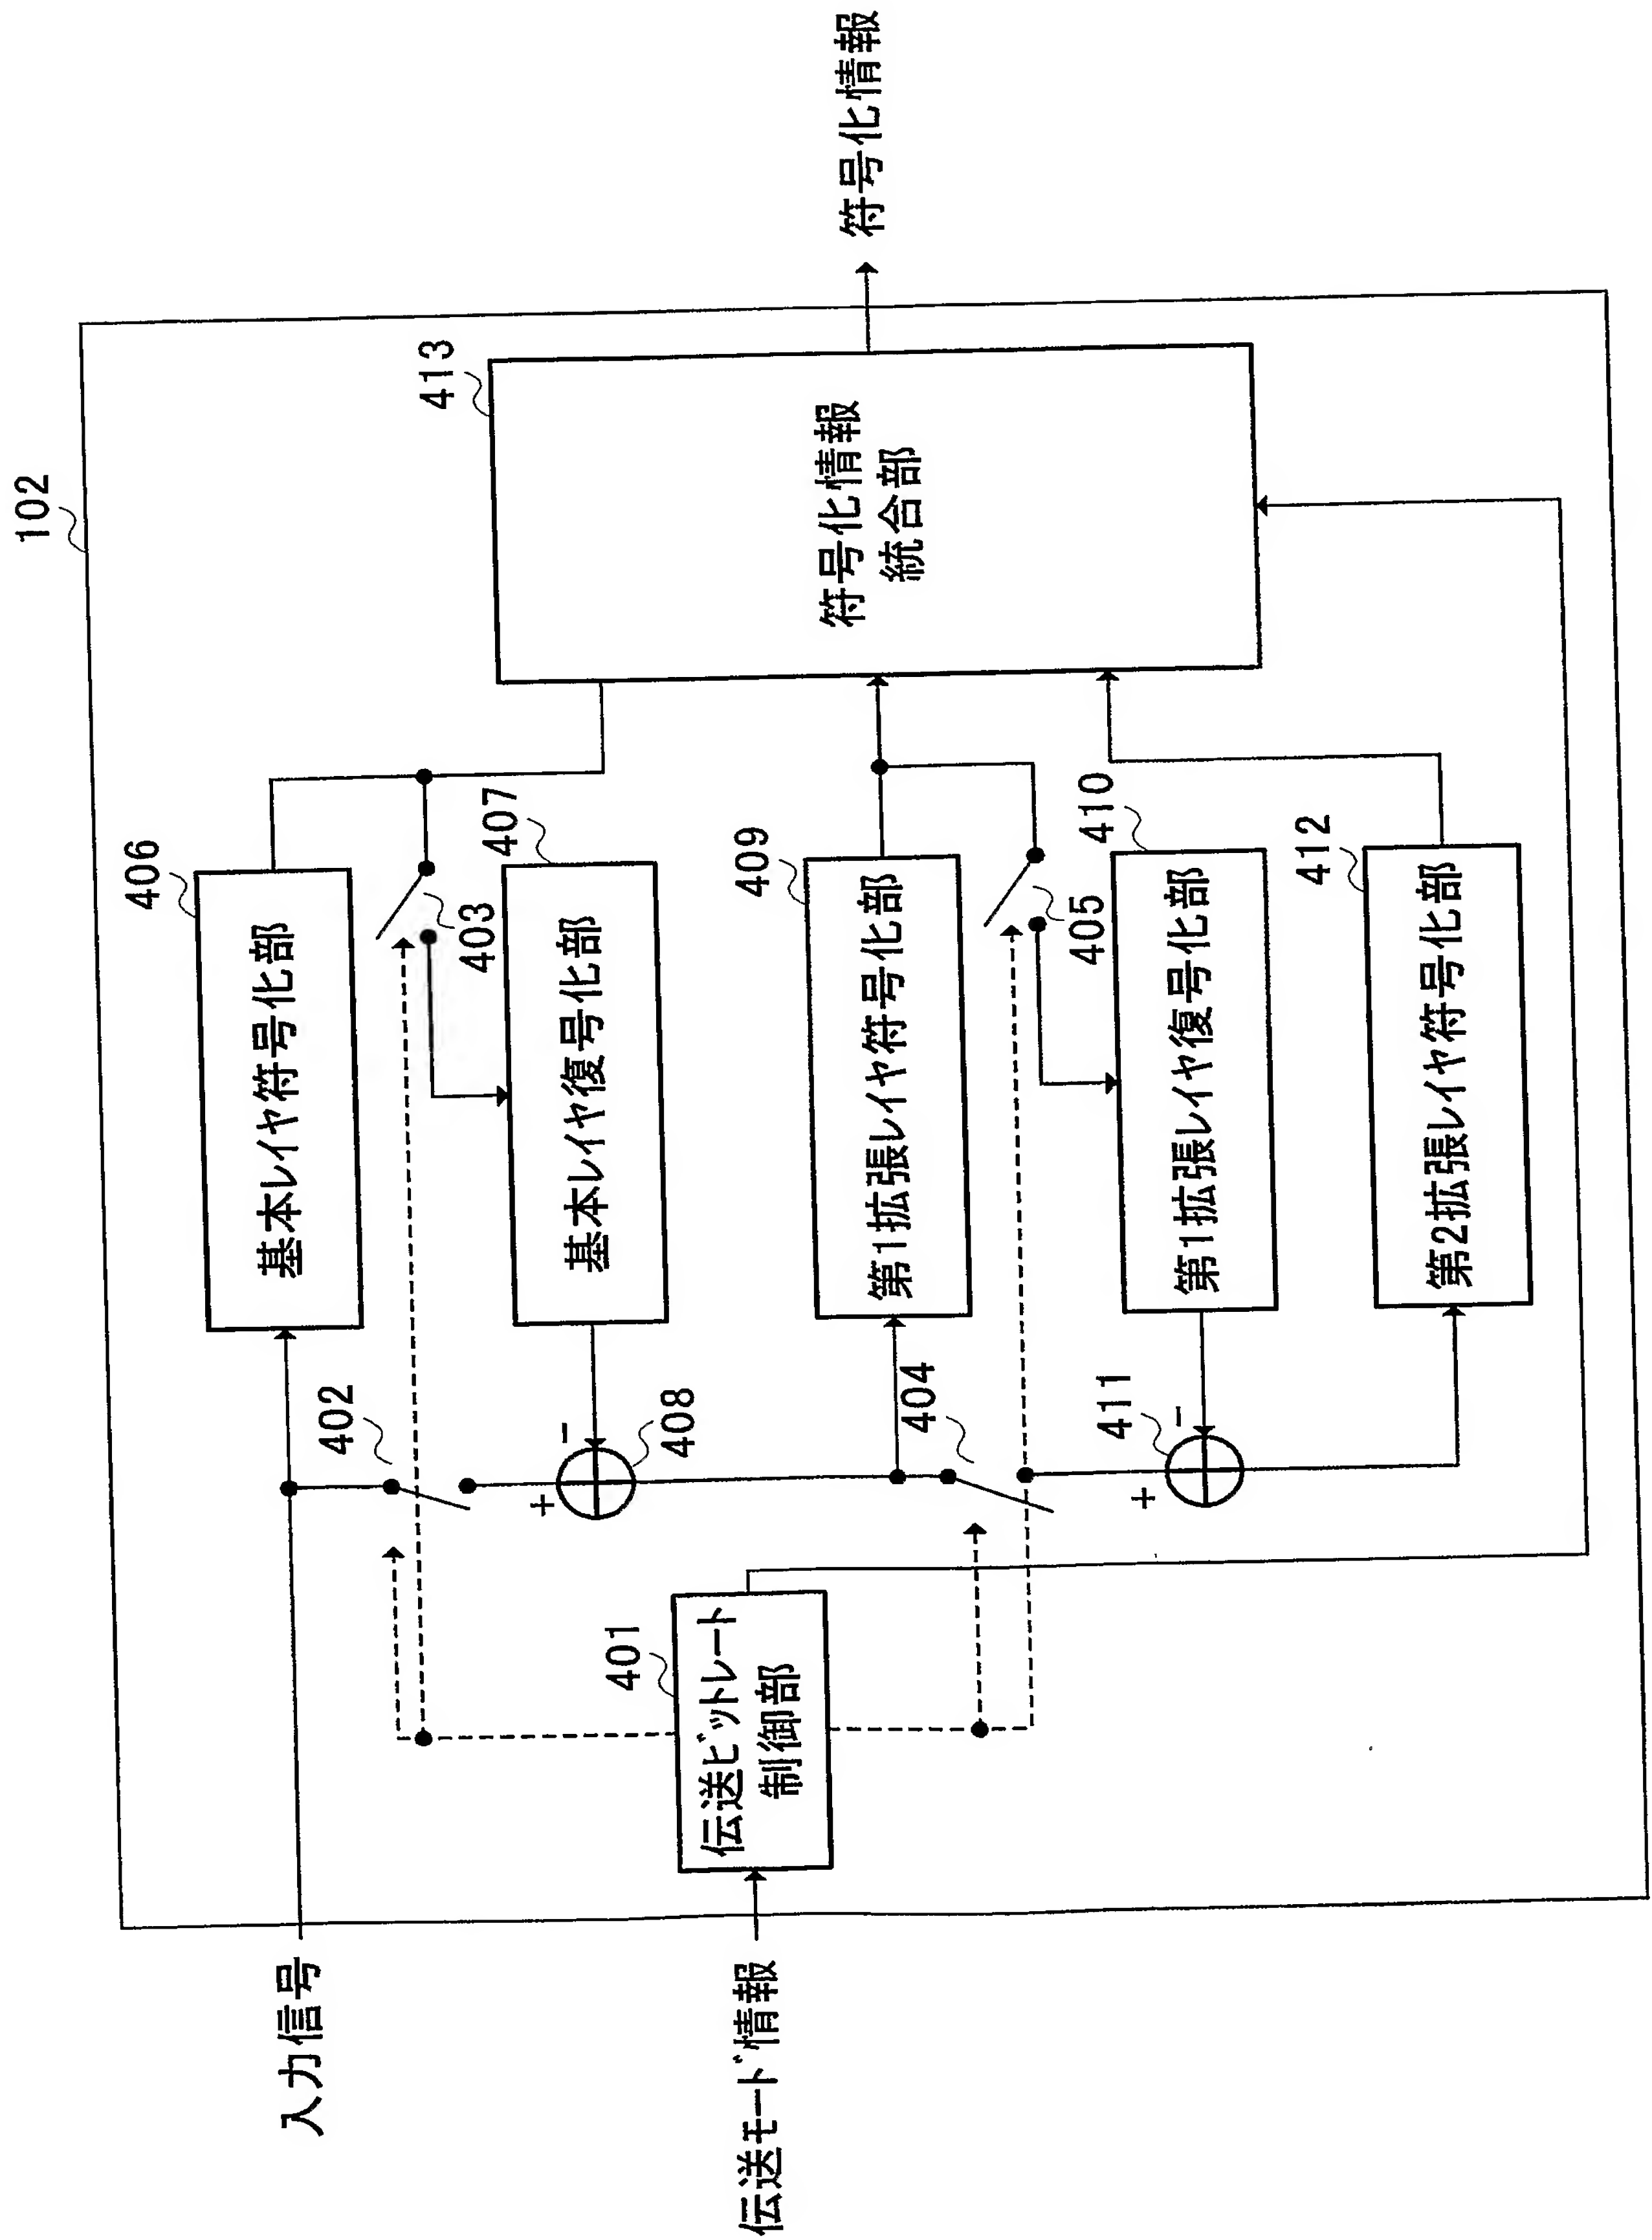 102
入力信号
406
基本レイヤ符号化部
402
403
407
基本レイヤ復号化部
+
-
408
413
符号化情報
統合部
符号化情報
409
第1拡張レイヤ符号化部
404
405
伝送モード情報
401
伝送ビットレート
制御部
410
第1拡張レイヤ復号化部
+
-
411
412
第2拡張レイヤ符号化部